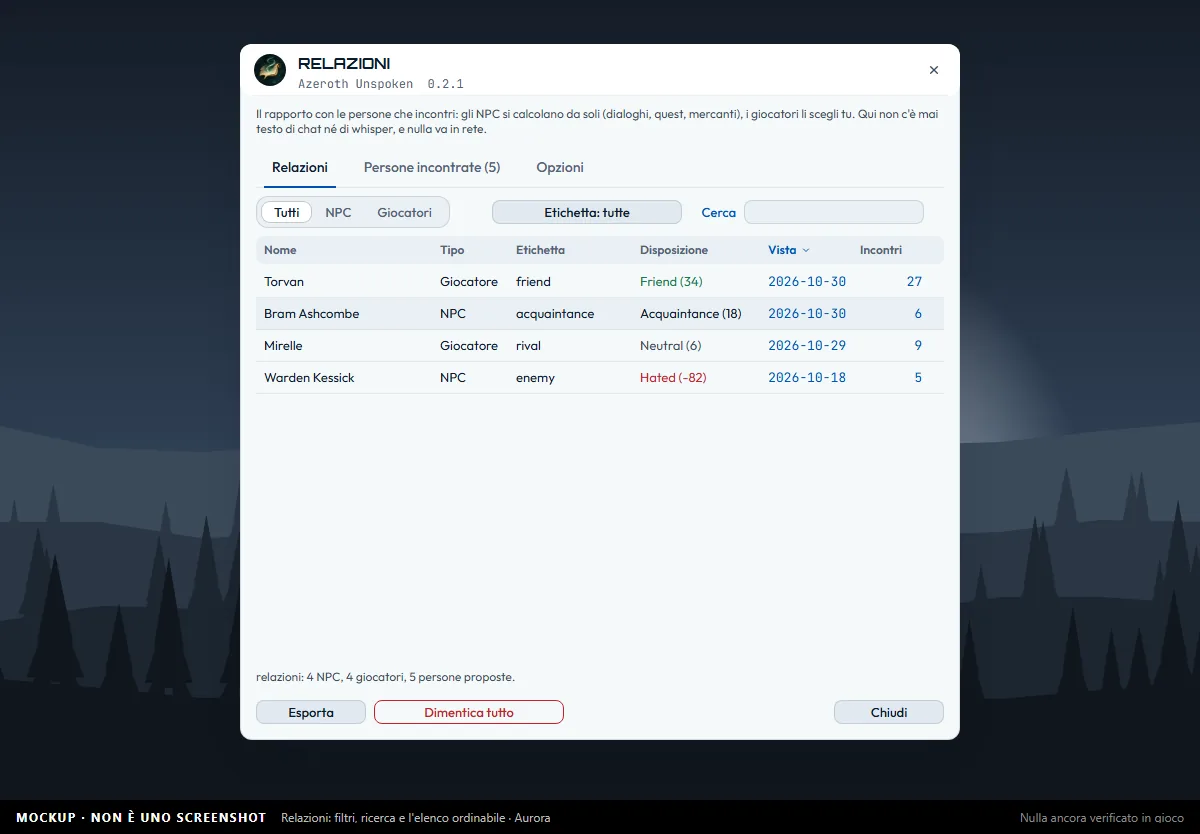 RELAZIONI
Azeroth Unspoken 0.2.1
Il rapporto con le persone che incontri: gli NPC si calcolano da soli (dialoghi, quest, mercanti), i giocatori li scegli tu. Qui non c'è mai
testo di chat né di whisper, e nulla va in rete.
Relazioni Persone incontrate (5) Opzioni
Tutti NPC Giocatori Etichetta: tutte Cerca
Nome Tipo Etichetta Disposizione Vista Incontri
Torvan Giocatore friend Friend (34) 2026-10-30 27
Bram Ashcombe NPC acquaintance Acquaintance (18) 2026-10-30 6
Mirelle Giocatore rival Neutral (6) 2026-10-29 9
Warden Kessick NPC enemy Hated (-82) 2026-10-18 5
relazioni: 4 NPC, 4 giocatori, 5 persone proposte.
Esporta Dimentica tutto Chiudi
MOCKUP · NON È UNO SCREENSHOT Relazioni: filtri, ricerca e l'elenco ordinabile · Aurora Nulla ancora verificato in gioco